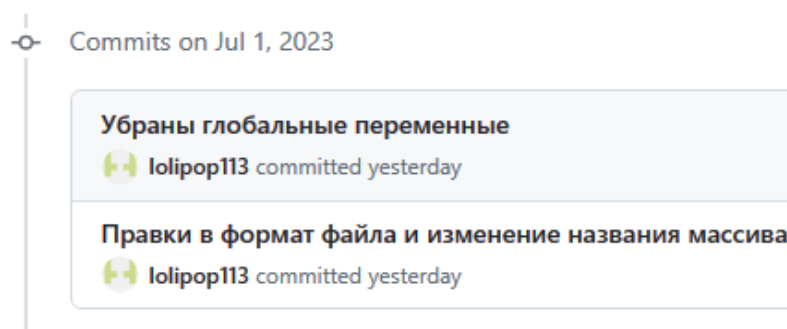 Commits on Jul 1, 2023
Убраны глобальные переменные
lolipop113 committed yesterday
Правки в формат файла и изменение названия массива
lolipop113 committed yesterday